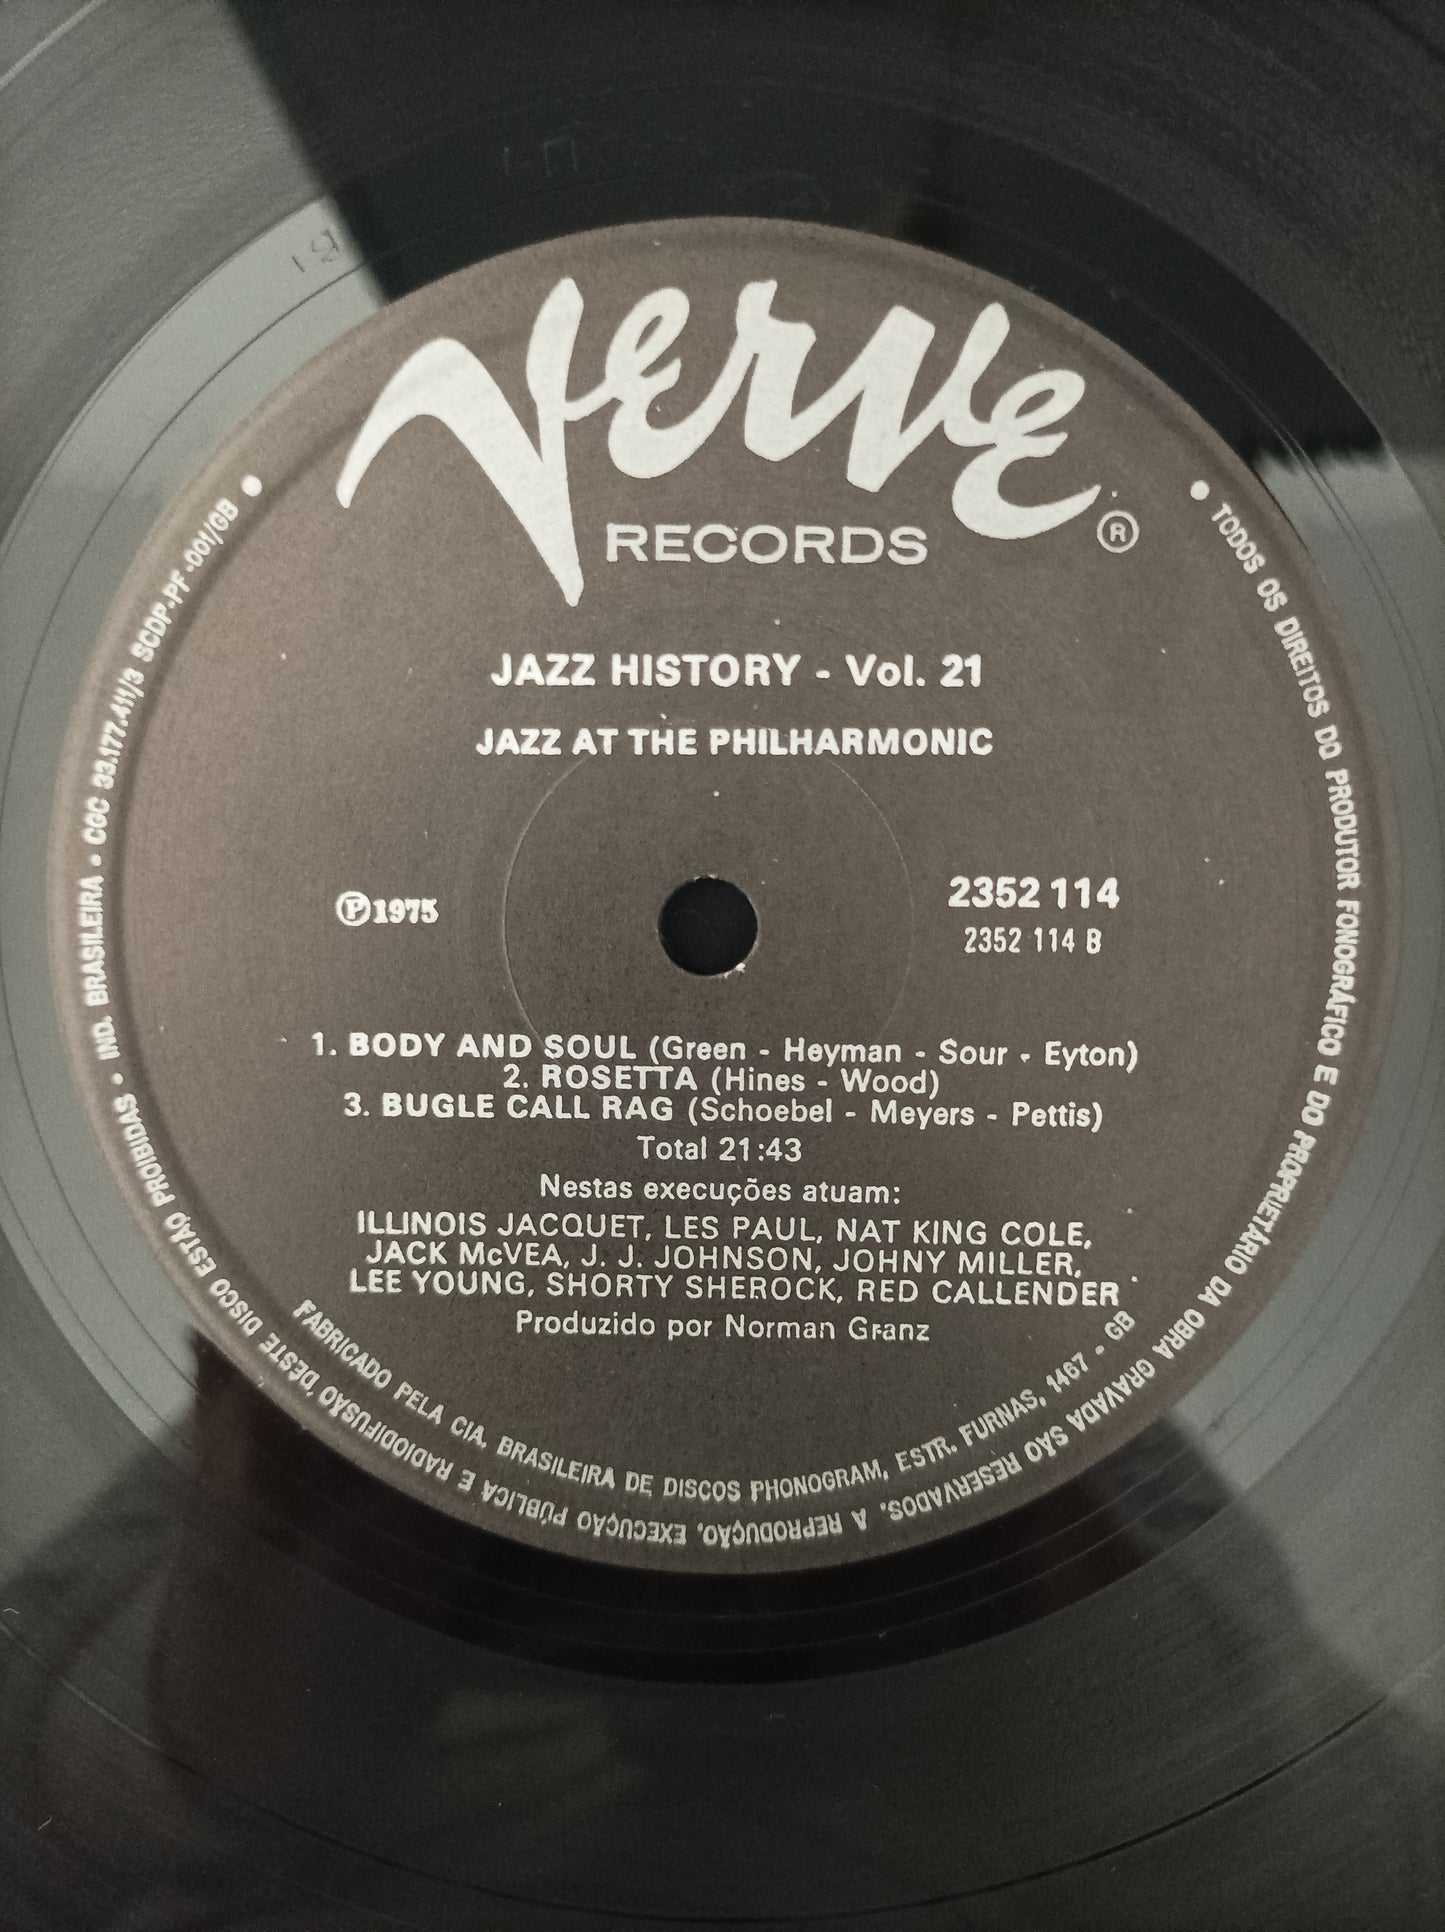 Verve
RECORDS
®
JAZZ HISTORY - Vol. 21
JAZZ AT THE PHILHARMONIC
℗1975
2352 114
2352 114 B
1. BODY AND SOUL (Green - Heyman - Sour - Eyton)
2. ROSETTA (Hines - Wood)
3. BUGLE CALL RAG (Schoebel - Meyers - Pettis)
Total 21:43
Nestas execuções atuam:
ILLINOIS JACQUET, LES PAUL, NAT KING COLE,
JACK McVEA, J. J. JOHNSON, JOHNY MILLER,
LEE YOUNG, SHORTY SHEROCK, RED CALLENDER
Produzido por Norman Granz
FABRICADO PELA CIA. BRASILEIRA DE DISCOS PHONOGRAM, ESTR. FURNAS, 1467 - GB
• TODOS OS DIREITOS DO PRODUTOR FONOGRÁFICO E DO PROPRIETÁRIO DA OBRA GRAVADA SÃO RESERVADOS. A REPRODUÇÃO, EXECUÇÃO PÚBLICA E RADIODIFUSÃO DESTE DISCO ESTÃO PROIBIDAS • IND. BRASILEIRA • CGC 33.177.411/3 SCDP-PF-001/GB •